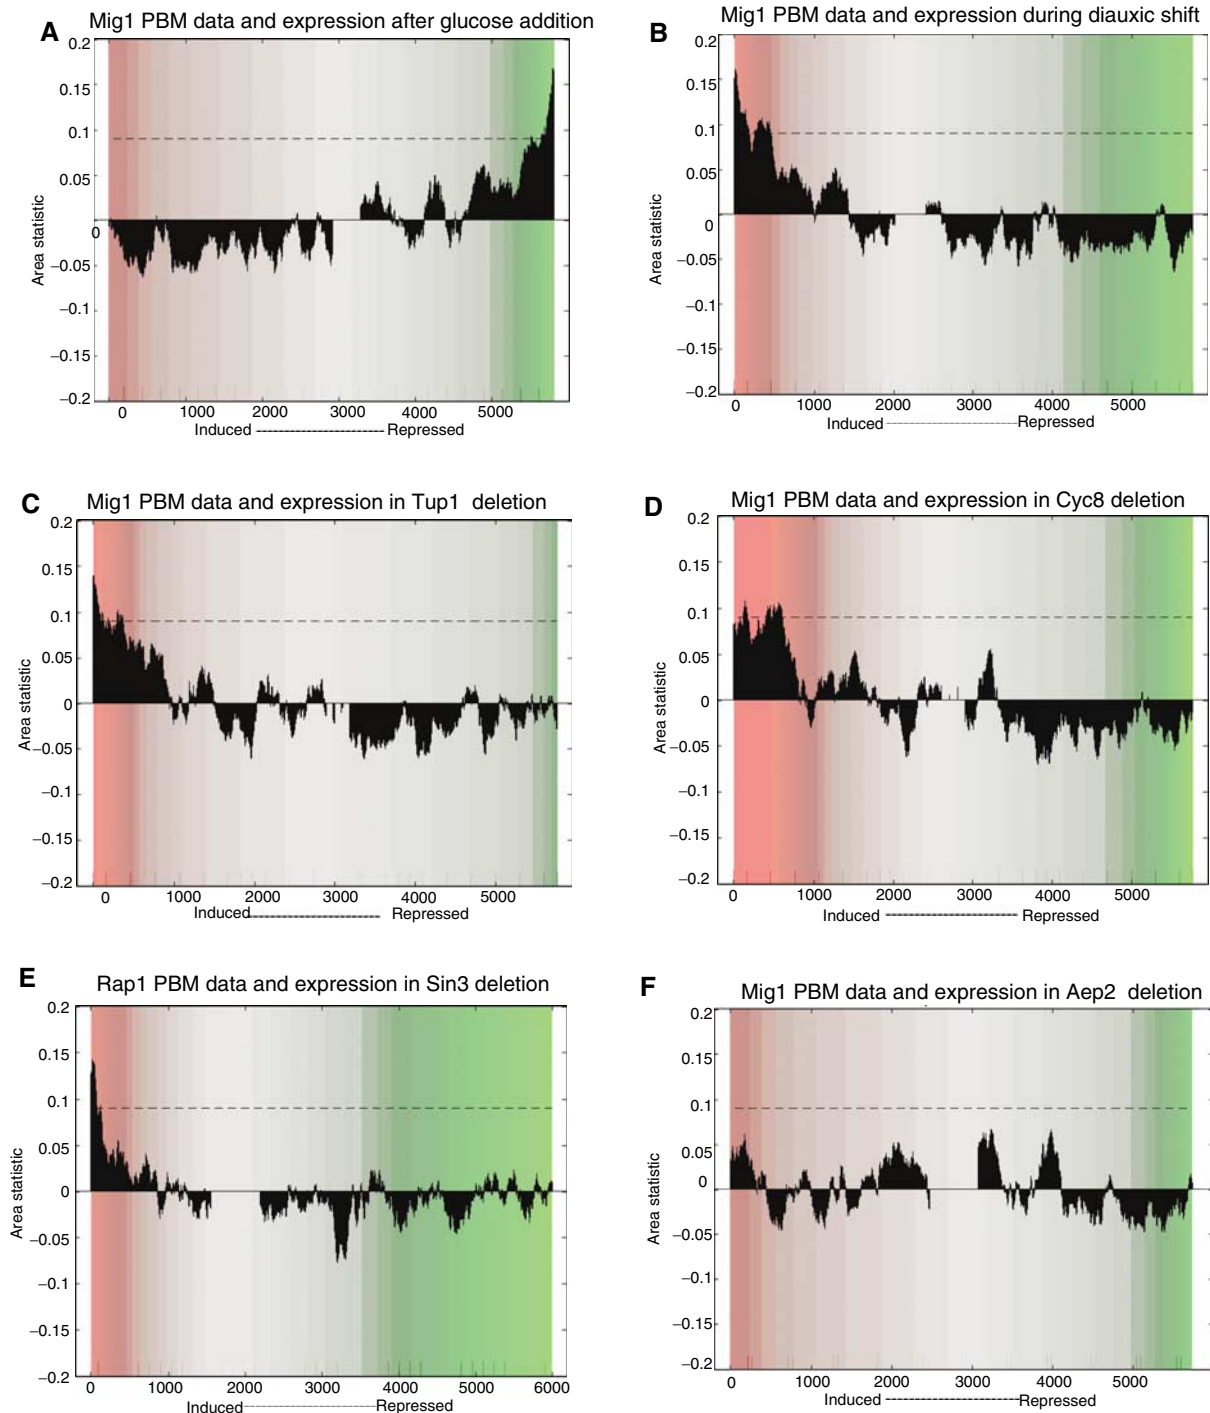 A Mig1 PBM data and expression after glucose addition
0.2
0.15
0.1
0.05
0
−0.05
−0.1
−0.15
−0.2
Area statistic
0 1000 2000 3000 4000 5000
Induced ------------------------ Repressed
B Mig1 PBM data and expression during diauxic shift
0.2
0.15
0.1
0.05
0
−0.05
−0.1
−0.15
−0.2
Area statistic
0 1000 2000 3000 4000 5000
Induced ------------------------ Repressed
C Mig1 PBM data and expression in Tup1 deletion
0.2
0.15
0.1
0.05
0
−0.05
−0.1
−0.15
−0.2
Area statistic
0 1000 2000 3000 4000 5000
Induced ------------------------ Repressed
D Mig1 PBM data and expression in Cyc8 deletion
0.2
0.15
0.1
0.05
0
−0.05
−0.1
−0.15
−0.2
Area statistic
0 1000 2000 3000 4000 5000
Induced ------------------------ Repressed
E Rap1 PBM data and expression in Sin3 deletion
0.2
0.15
0.1
0.05
0
−0.05
−0.1
−0.15
−0.2
Area statistic
0 1000 2000 3000 4000 5000 6000
Induced ------------------------ Repressed
F Mig1 PBM data and expression in Aep2 deletion
0.2
0.15
0.1
0.05
0
−0.05
−0.1
−0.15
−0.2
Area statistic
0 1000 2000 3000 4000 5000
Induced ------------------------ Repressed